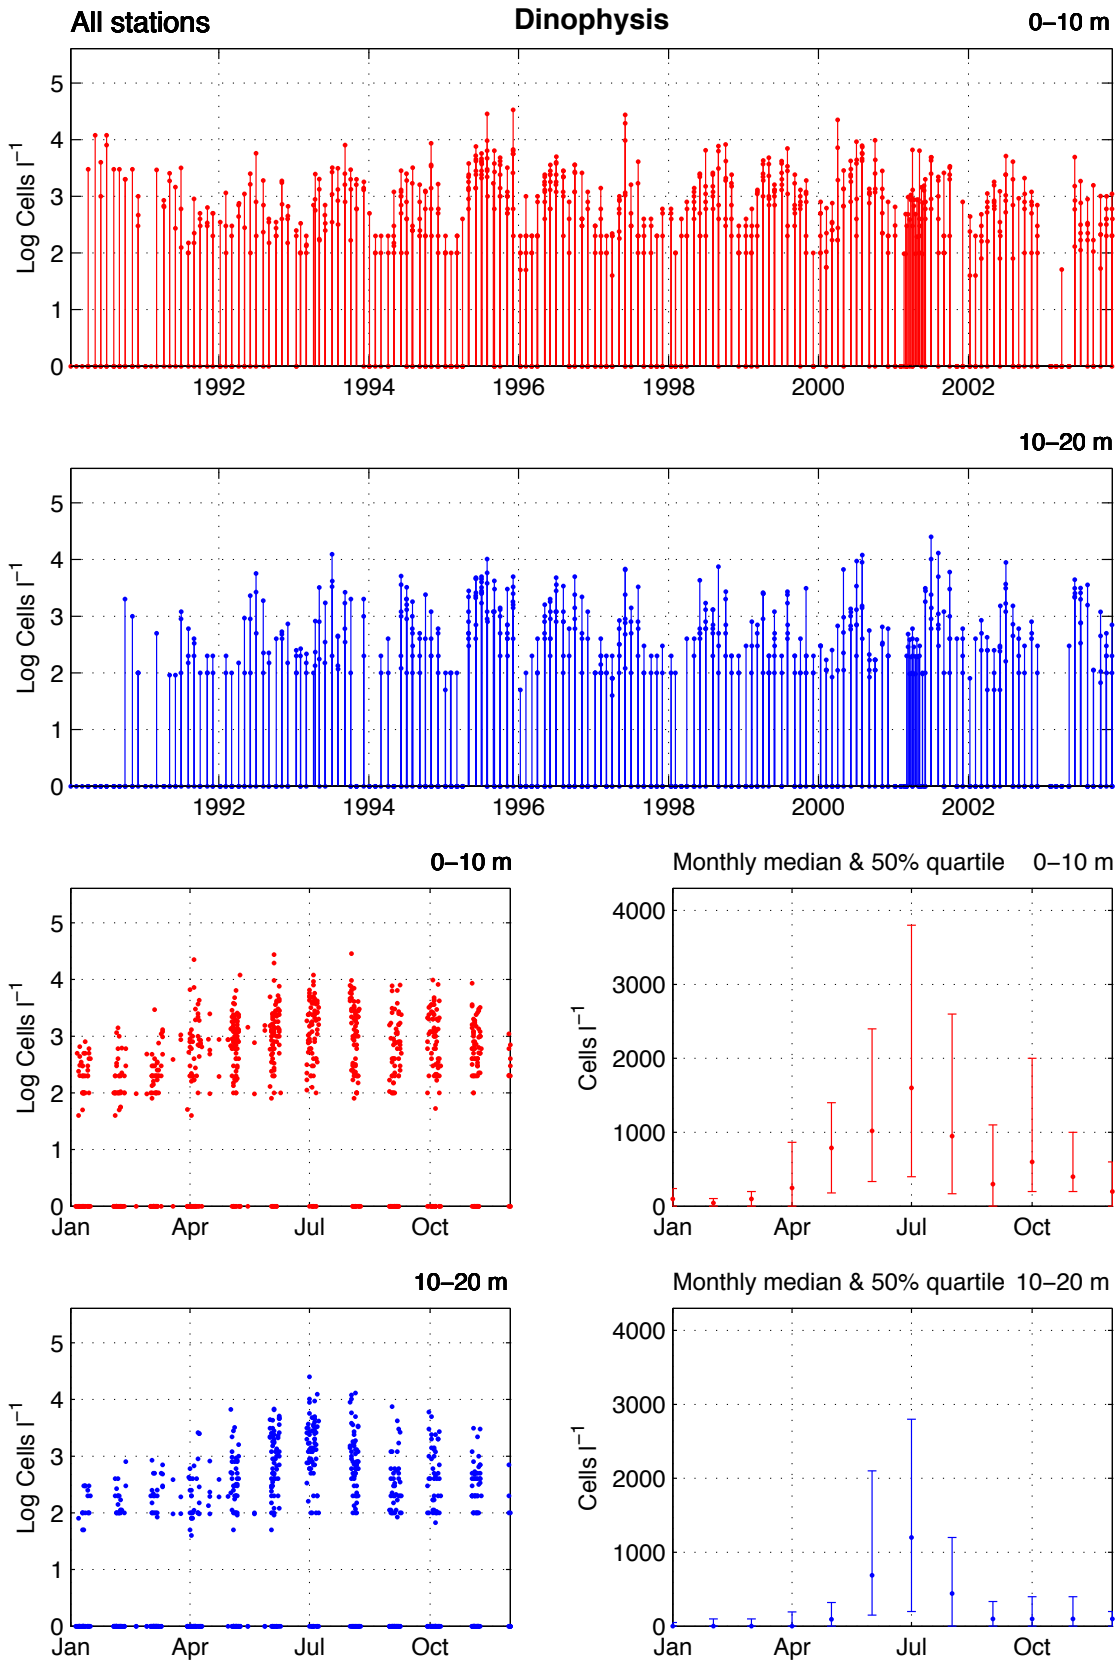 All stations Dinophysis 0–10 m
5
4
3
2
1
0
Log Cells l⁻¹
1992 1994 1996 1998 2000 2002
10–20 m
5
4
3
2
1
0
Log Cells l⁻¹
1992 1994 1996 1998 2000 2002
0–10 m
5
4
3
2
1
0
Log Cells l⁻¹
Jan Apr Jul Oct
Monthly median & 50% quartile 0–10 m
4000
3000
2000
1000
0
Cells l⁻¹
Jan Apr Jul Oct
10–20 m
5
4
3
2
1
0
Log Cells l⁻¹
Jan Apr Jul Oct
Monthly median & 50% quartile 10–20 m
4000
3000
2000
1000
0
Cells l⁻¹
Jan Apr Jul Oct